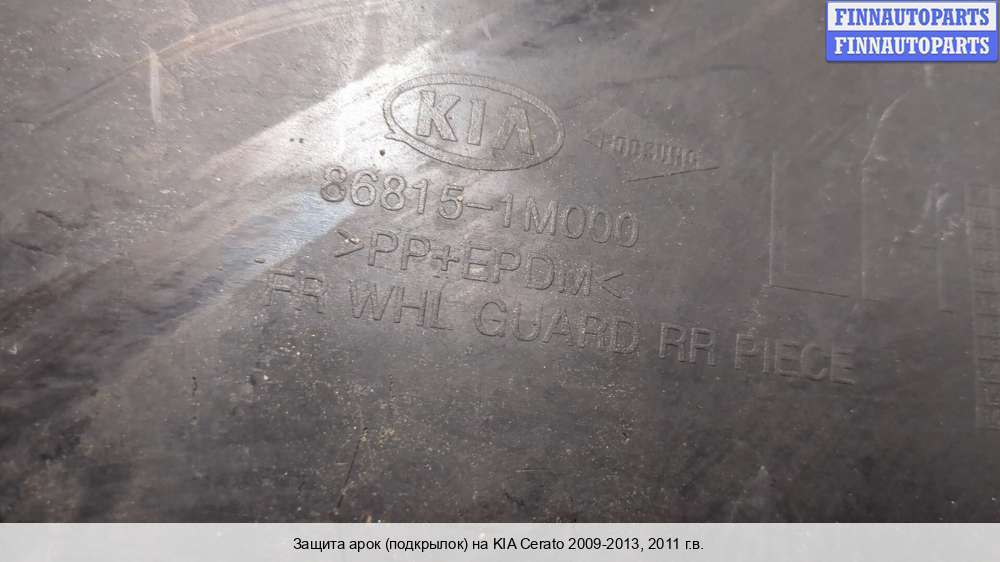 FINNAUTOPARTS
FINNAUTOPARTS
KIA
86815-1M000
>PP+EPDM<
FR WHL GUARD RR PIECE
Защита арок (подкрылок) на KIA Cerato 2009-2013, 2011 г.в.